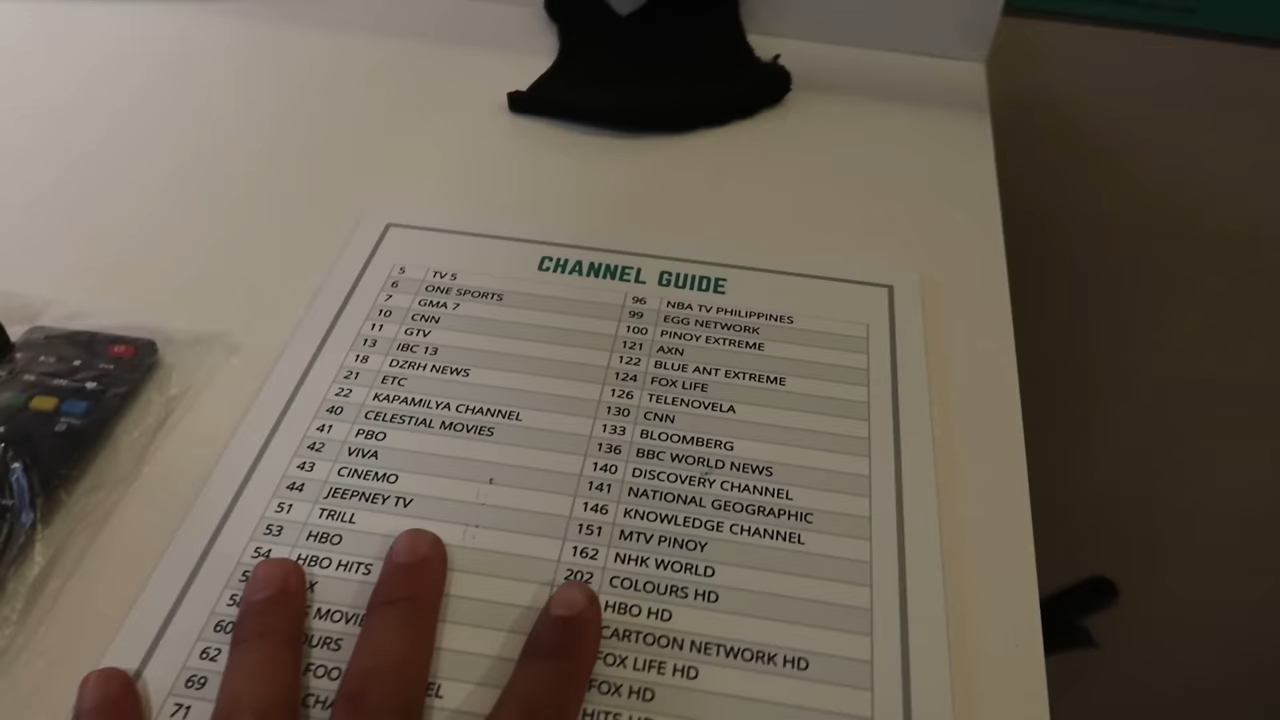 CHANNEL GUIDE
5 TV 5
6 ONE SPORTS
7 GMA 7
10 CNN
11 GTV
13 IBC 13
18 DZRH NEWS
21 ETC
22 KAPAMILYA CHANNEL
40 CELESTIAL MOVIES
41 PBO
42 VIVA
43 CINEMO
44 JEEPNEY TV
51 TRILL
53 HBO
54 HBO HITS
60
62
69
71
96 NBA TV PHILIPPINES
99 EGG NETWORK
100 PINOY EXTREME
121 AXN
122 BLUE ANT EXTREME
124 FOX LIFE
126 TELENOVELA
130 CNN
133 BLOOMBERG
136 BBC WORLD NEWS
140 DISCOVERY CHANNEL
141 NATIONAL GEOGRAPHIC
146 KNOWLEDGE CHANNEL
151 MTV PINOY
162 NHK WORLD
202 COLOURS HD
HBO HD
CARTOON NETWORK HD
FOX LIFE HD
FOX HD